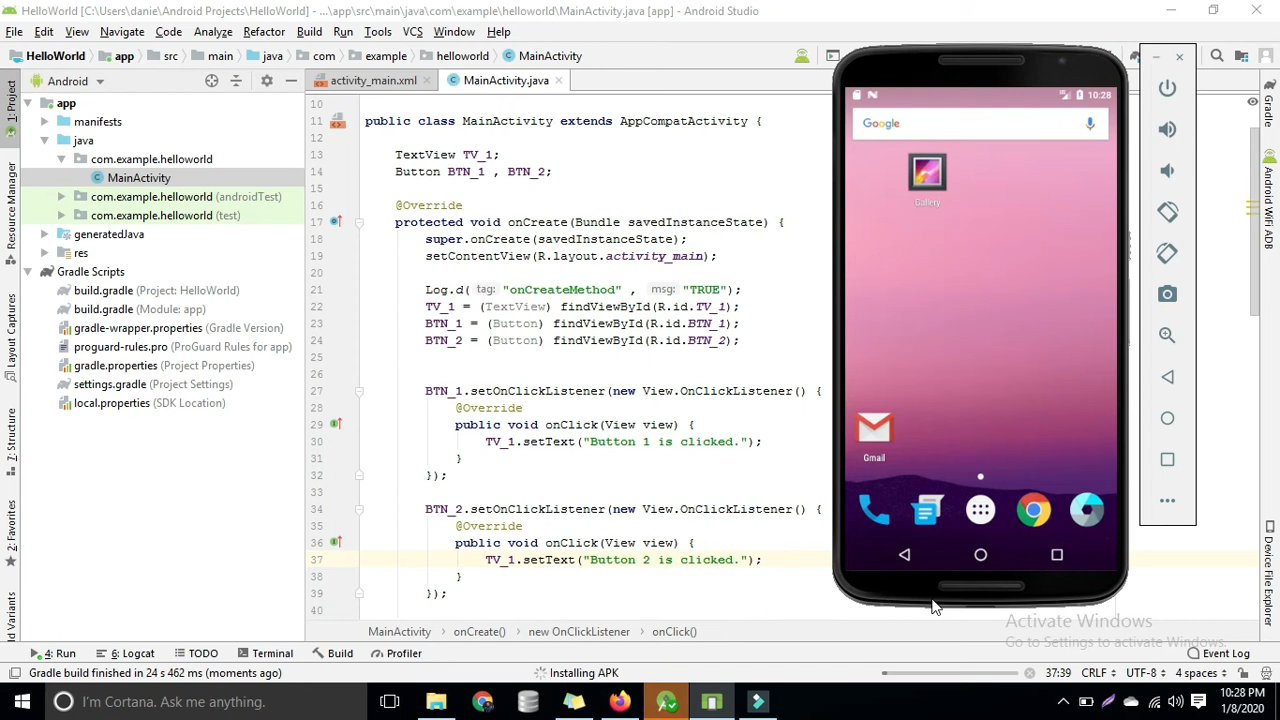 HelloWorld [C:\Users\danie\Android Projects\HelloWorld] - ...\app\src\main\java\com\example\helloworld\MainActivity.java [app] - Android Studio
File Edit View Navigate Code Analyze Refactor Build Run Tools VCS Window Help
HelloWorld app src main java com example helloworld MainActivity
Android
activity_main.xml
MainActivity.java
1: Project
Resource Manager
Layout Captures
7: Structure
2: Favorites
app
manifests
java
com.example.helloworld
MainActivity
com.example.helloworld (androidTest)
com.example.helloworld (test)
generatedJava
res
Gradle Scripts
build.gradle (Project: HelloWorld)
build.gradle (Module: app)
gradle-wrapper.properties (Gradle Version)
proguard-rules.pro (ProGuard Rules for app)
gradle.properties (Project Properties)
settings.gradle (Project Settings)
local.properties (SDK Location)
10
11 public class MainActivity extends AppCompatActivity {
12
13 TextView TV_1;
14 Button BTN_1 , BTN_2;
15
16 @Override
17 protected void onCreate(Bundle savedInstanceState) {
18 super.onCreate(savedInstanceState);
19 setContentView(R.layout.activity_main);
20
21 Log.d( tag: "onCreateMethod" , msg: "TRUE");
22 TV_1 = (TextView) findViewById(R.id.TV_1);
23 BTN_1 = (Button) findViewById(R.id.BTN_1);
24 BTN_2 = (Button) findViewById(R.id.BTN_2);
25
26
27 BTN_1.setOnClickListener(new View.OnClickListener() {
28 @Override
29 public void onClick(View view) {
30 TV_1.setText("Button 1 is clicked.");
31 }
32 });
33
34 BTN_2.setOnClickListener(new View.OnClickListener() {
35 @Override
36 public void onClick(View view) {
37 TV_1.setText("Button 2 is clicked.");
38 }
39 });
40
MainActivity onCreate() new OnClickListener onClick()
10:28
Google
Gallery
Gmail
Gradle
Android Wifi ADB
Device File Explorer
Activate Windows
Go to Settings to activate Windows.
4: Run 6: Logcat TODO Terminal Build Profiler Event Log
Gradle build finished in 24 s 462 ms (moments ago) Installing APK 37:39 CRLF UTF-8 4 spaces
I'm Cortana. Ask me anything.
10:28 PM
1/8/2020